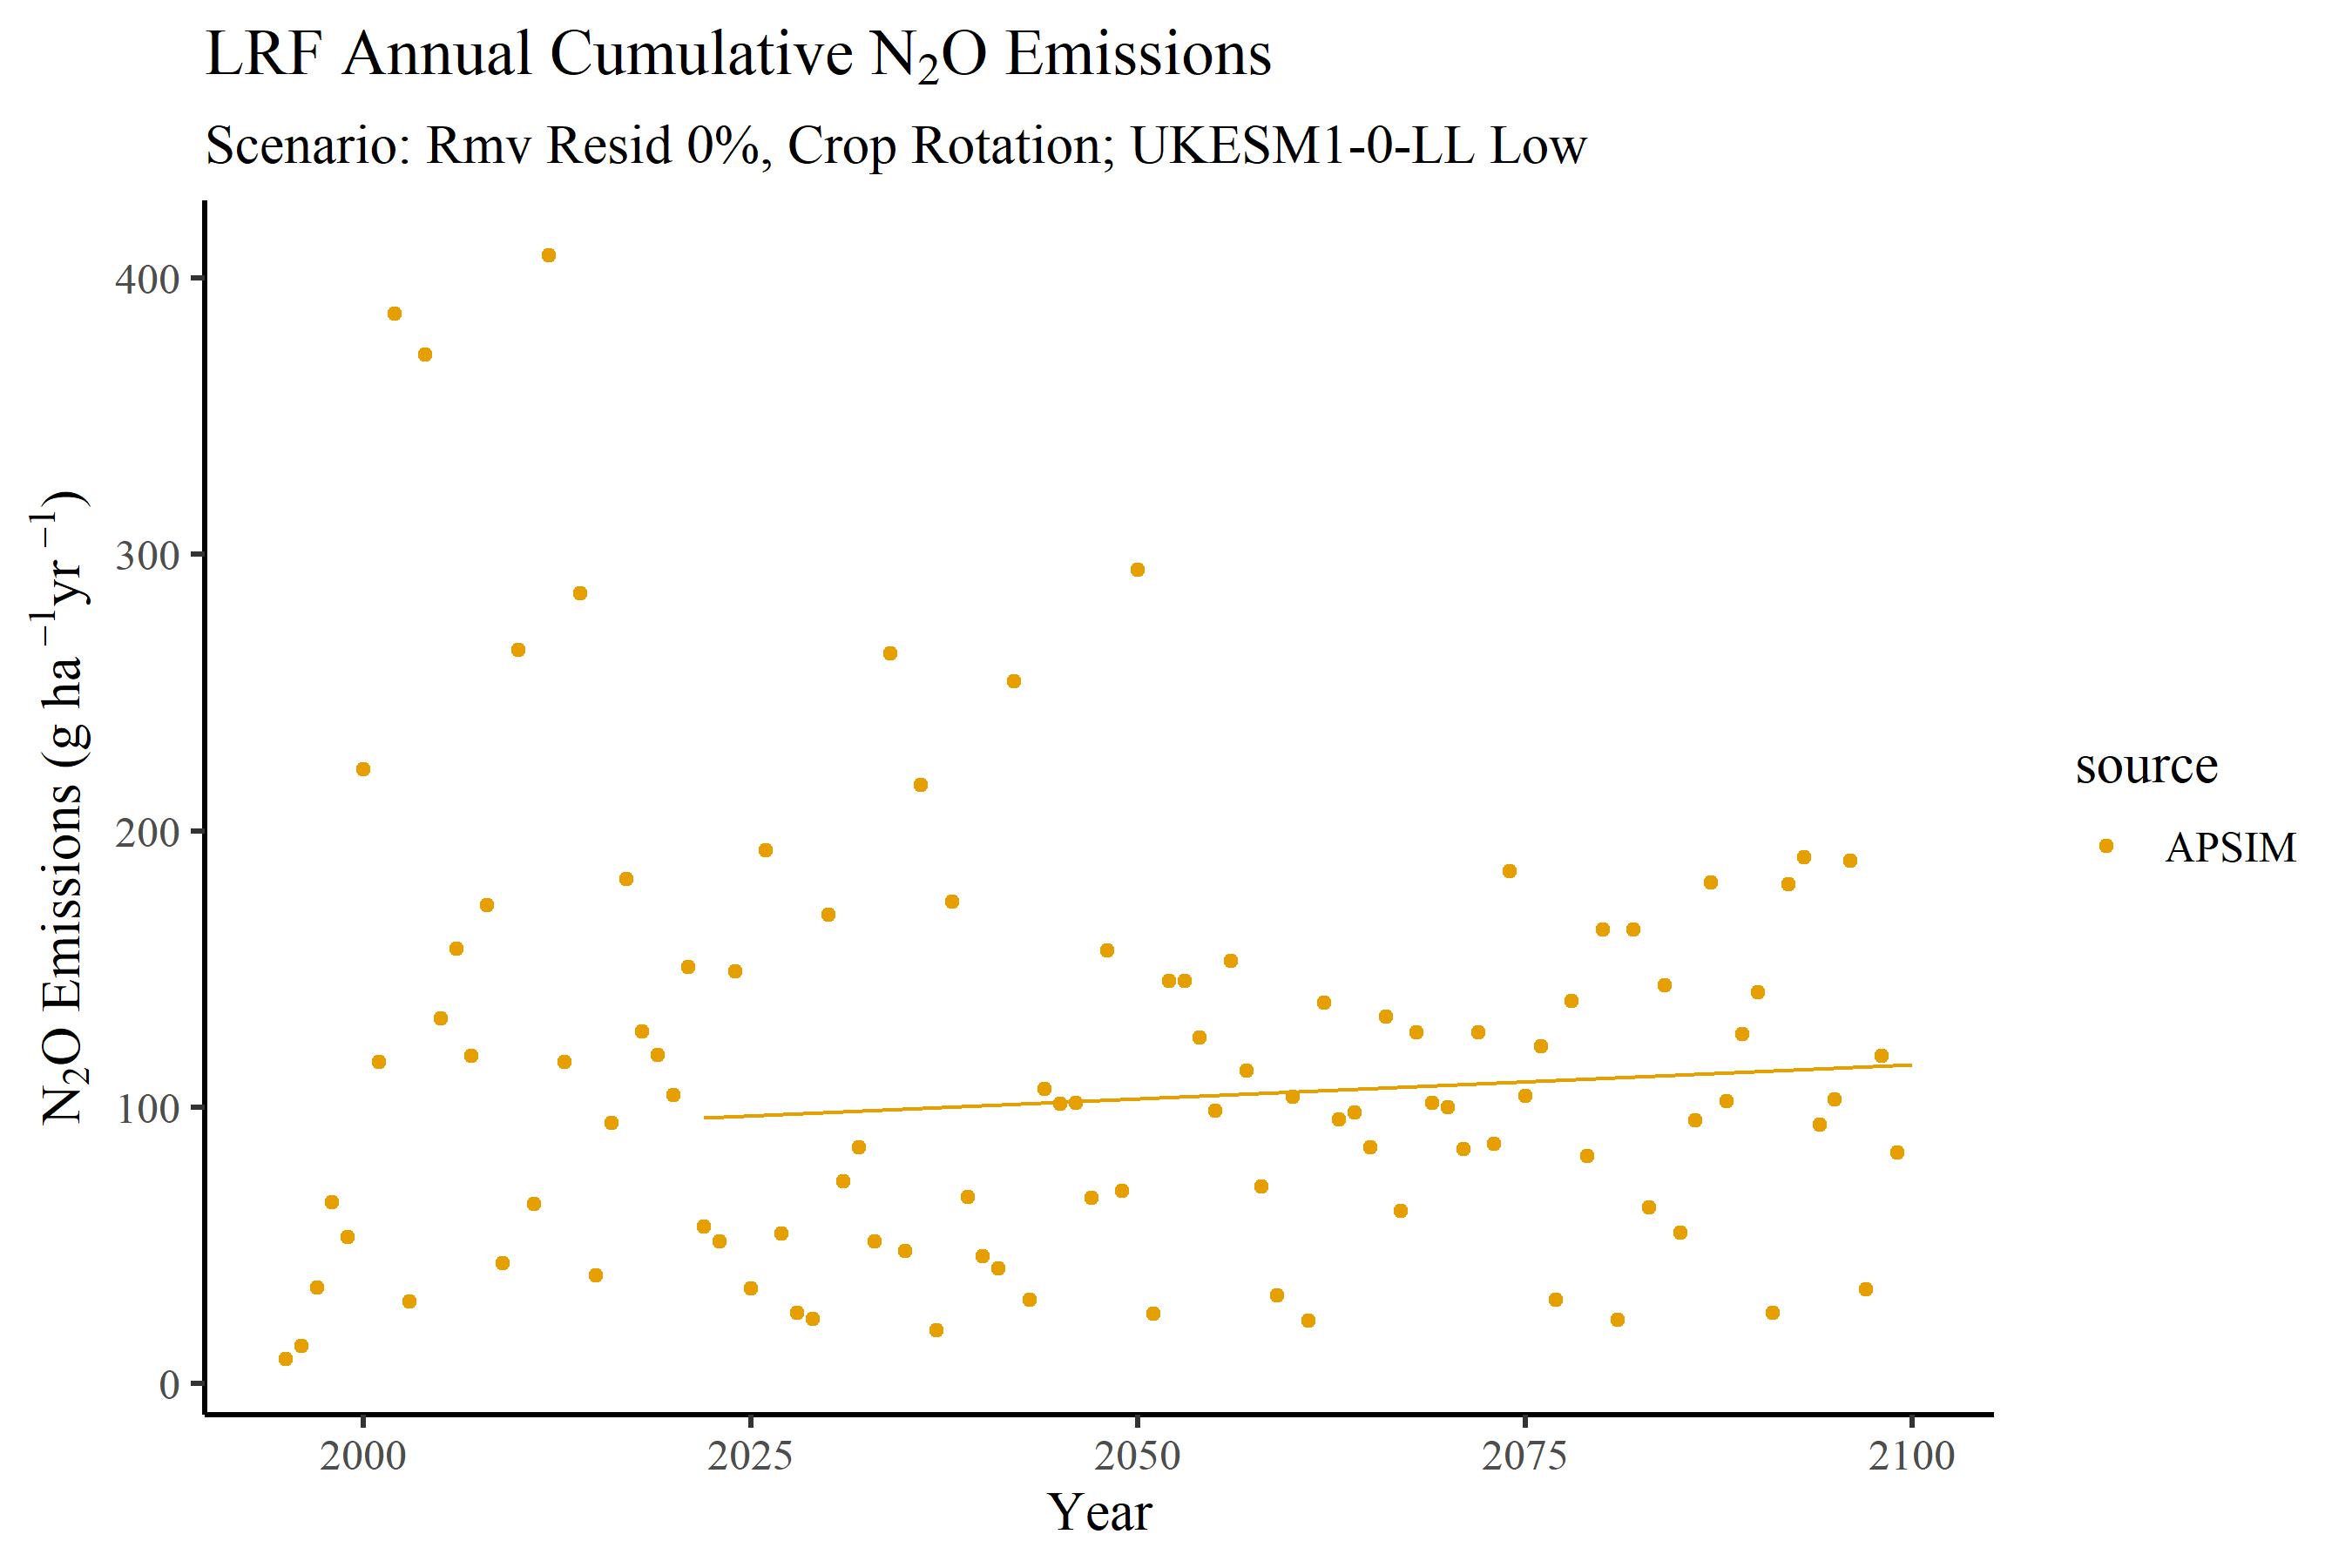 LRF Annual Cumulative N₂O Emissions
Scenario: Rmv Resid 0%, Crop Rotation; UKESM1-0-LL Low
N₂O Emissions (g ha⁻¹yr⁻¹)
400
300
200
100
0
2000 2025 2050 2075 2100
Year
source
APSIM